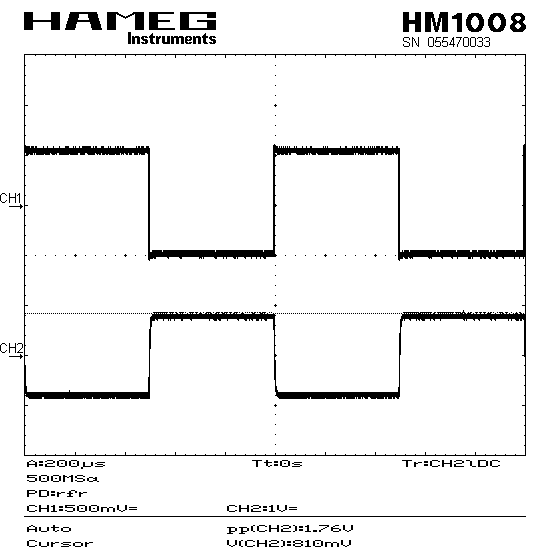 HAMEG
Instruments
HM1008
SN 055470033
CH1
CH2
A:200µs Tt:0s Tr:CH2~DC
500MSa
PD:rfr
CH1:500mV= CH2:1V=
Auto pp(CH2):1.76V
Cursor V(CH2):810mV